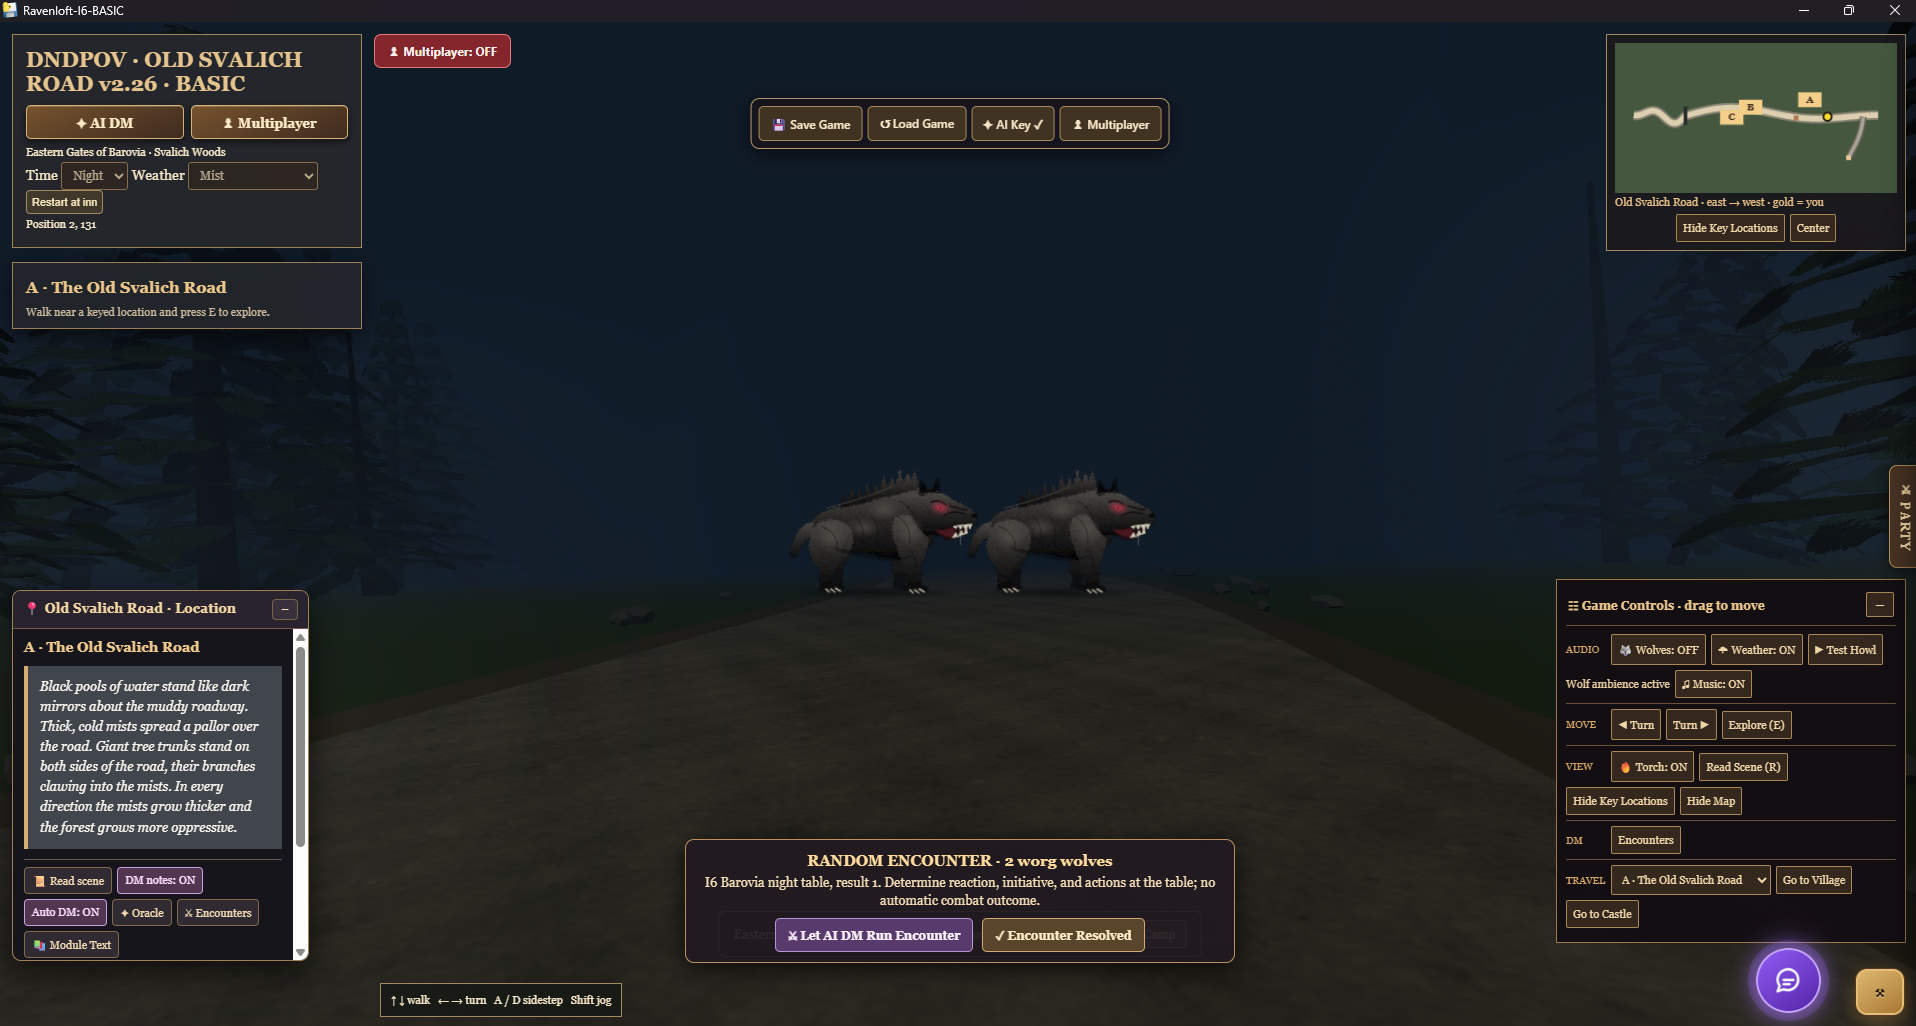 Ravenloft-I6-BASIC
DNDPOV · OLD SVALICH
ROAD v2.26 · BASIC
✦ AI DM
Multiplayer
Eastern Gates of Barovia · Svalich Woods
Time Night Weather Mist
Restart at inn
Position 2, 131
Multiplayer: OFF
Save Game
↺ Load Game
✦ AI Key ✓
Multiplayer
A
B
C
Old Svalich Road · east → west · gold = you
Hide Key Locations
Center
A · The Old Svalich Road
Walk near a keyed location and press E to explore.
PARTY
Old Svalich Road · Location
–
A · The Old Svalich Road
Black pools of water stand like dark
mirrors about the muddy roadway.
Thick, cold mists spread a pallor over
the road. Giant tree trunks stand on
both sides of the road, their branches
clawing into the mists. In every
direction the mists grow thicker and
the forest grows more oppressive.
Read scene
DM notes: ON
Auto DM: ON
✦ Oracle
⚔ Encounters
Module Text
RANDOM ENCOUNTER · 2 worg wolves
I6 Barovia night table, result 1. Determine reaction, initiative, and actions at the table; no
automatic combat outcome.
⚔ Let AI DM Run Encounter
✓ Encounter Resolved
↑↓ walk ←→ turn A / D sidestep Shift jog
☷ Game Controls · drag to move
–
AUDIO
Wolves: OFF
Weather: ON
▶ Test Howl
Wolf ambience active
♫ Music: ON
MOVE
◀ Turn
Turn ▶
Explore (E)
VIEW
Torch: ON
Read Scene (R)
Hide Key Locations
Hide Map
DM
Encounters
TRAVEL
A · The Old Svalich Road
Go to Village
Go to Castle